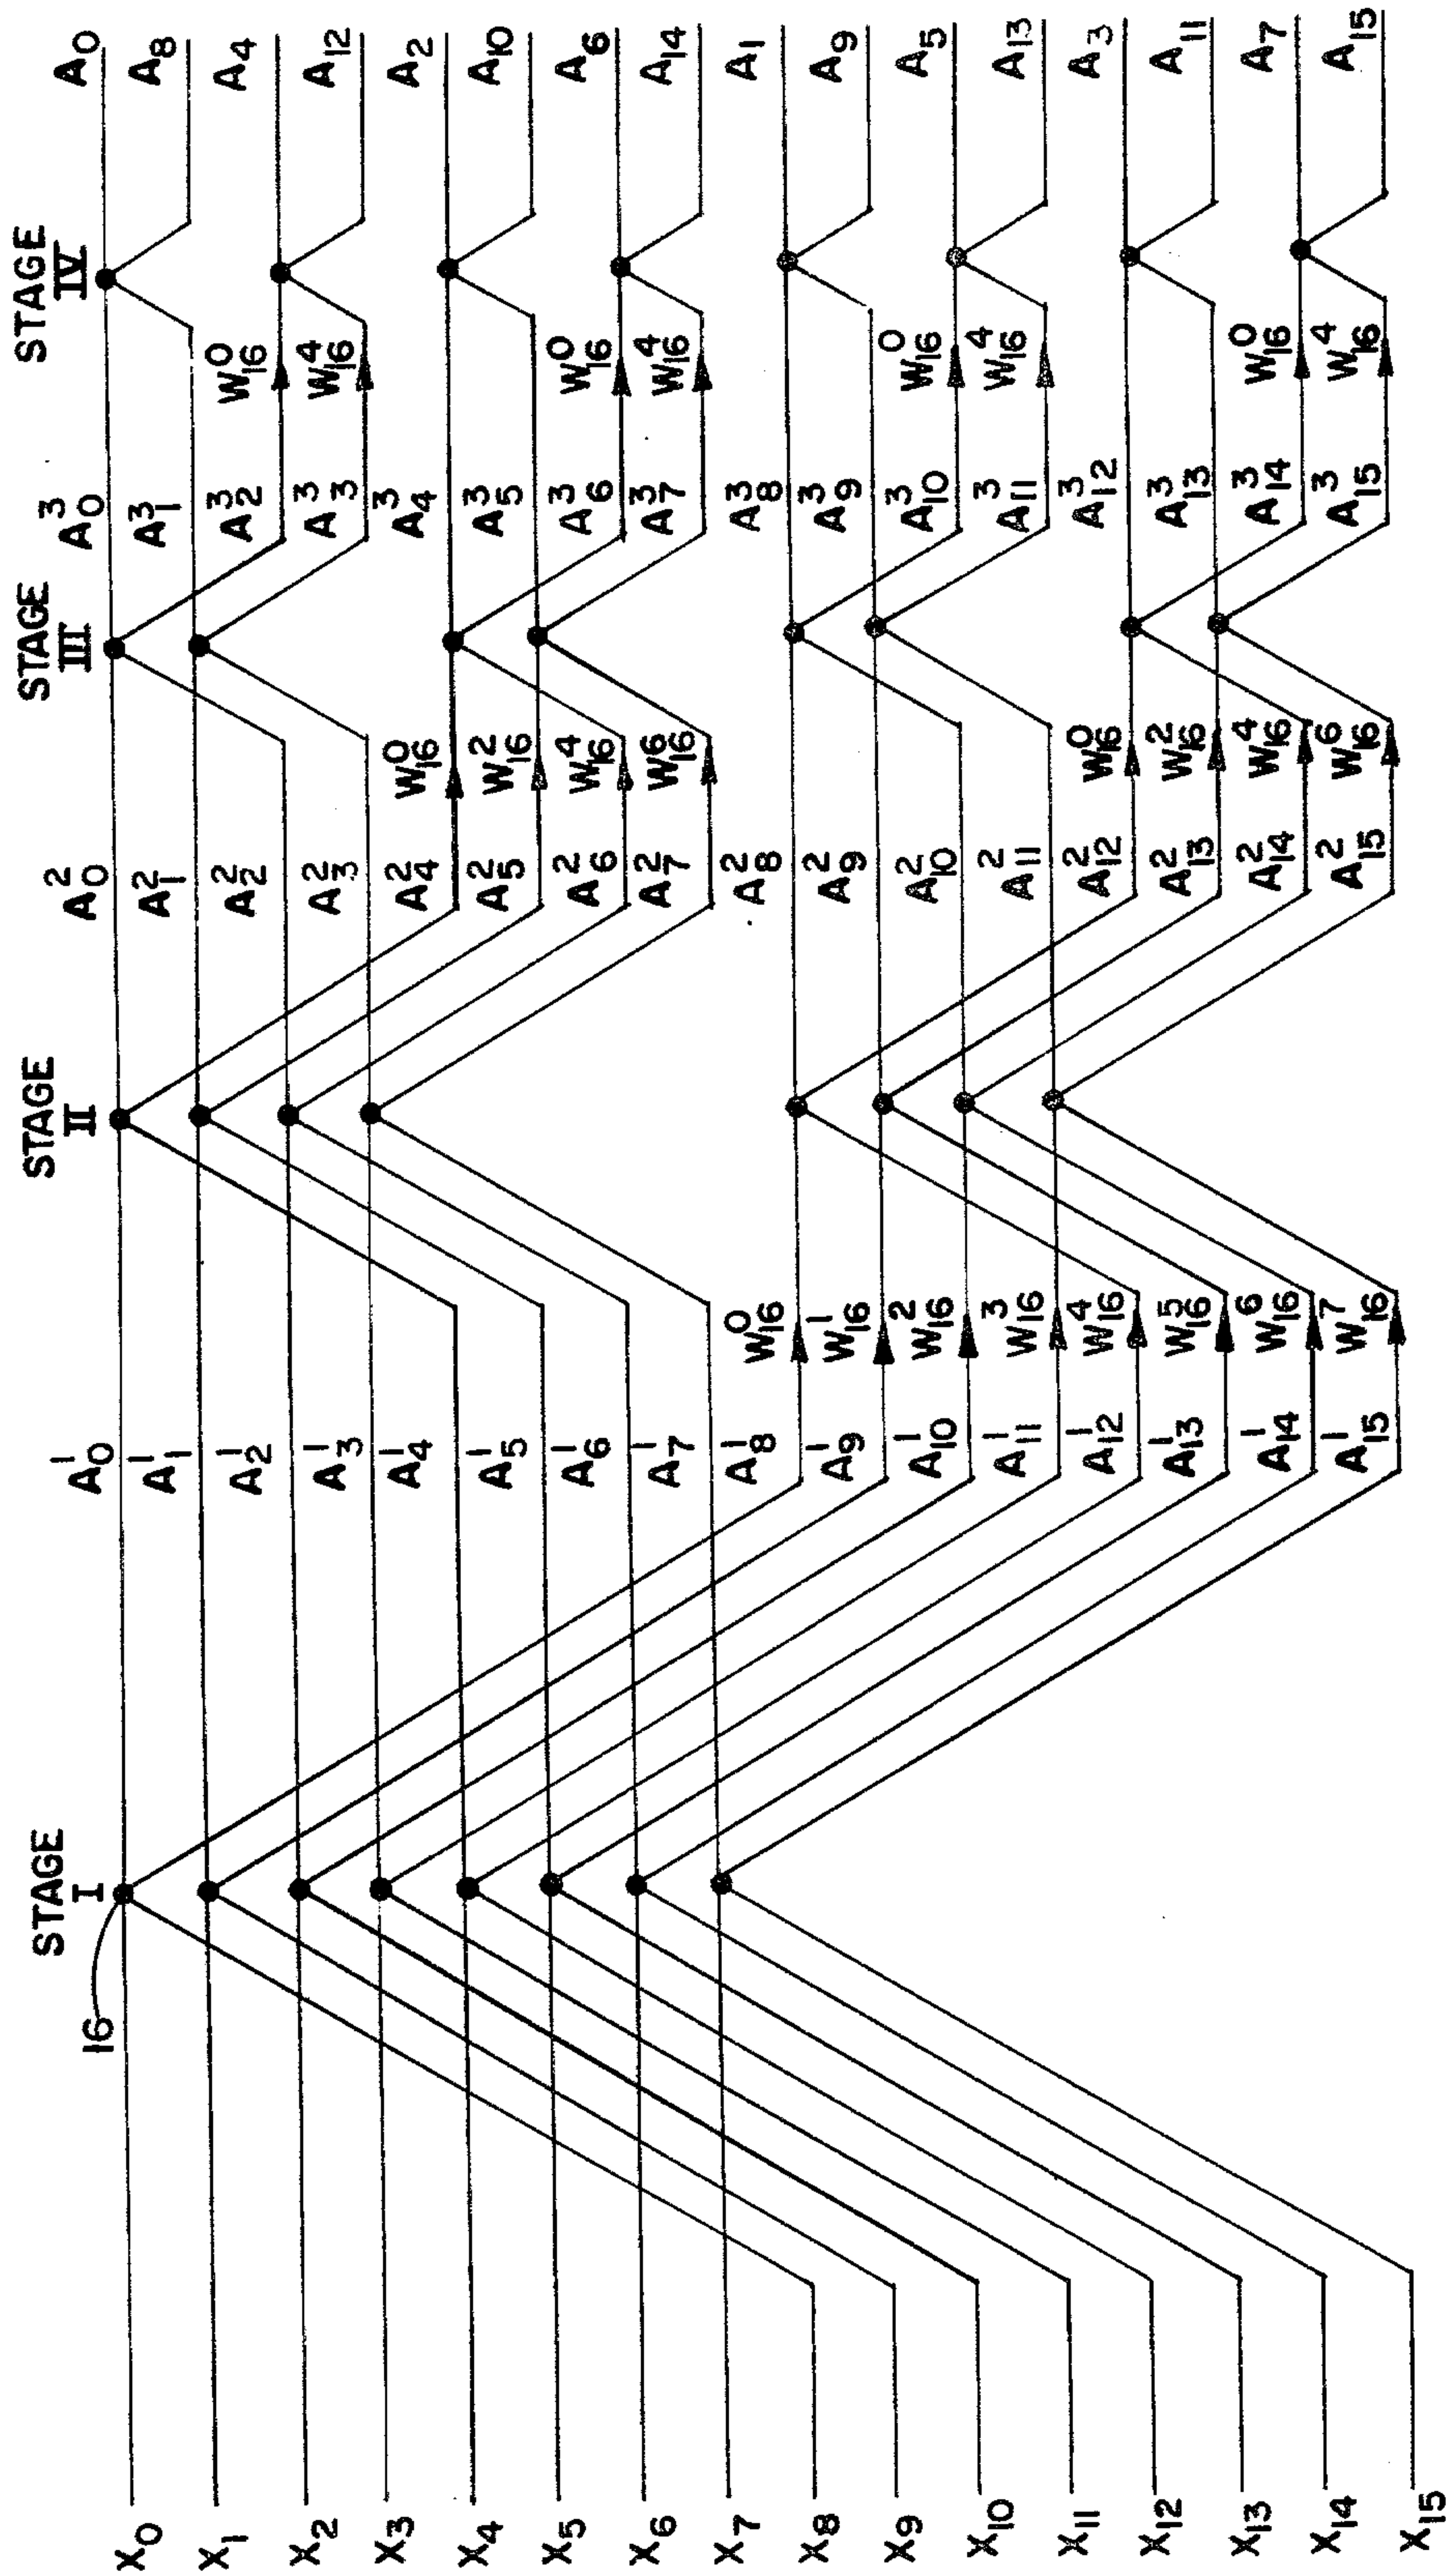 STAGE I
STAGE II
STAGE III
STAGE IV
16
X0 A¹0 A²0 A³0 A0
X1 A¹1 A²1 A³1 A8
X2 A¹2 A²2 A³2 W⁰16 A4
X3 A¹3 A²3 A³3 W⁴16 A12
X4 A¹4 A²4 W⁰16 A³4 A2
X5 A¹5 A²5 W²16 A³5 A10
X6 A¹6 A²6 W⁴16 A³6 W⁰16 A6
X7 A¹7 A²7 W⁶16 A³7 W⁴16 A14
X8 A¹8 W⁰16 A²8 A³8 A1
X9 A¹9 W¹16 A²9 A³9 A9
X10 A¹10 W²16 A²10 A³10 W⁰16 A5
X11 A¹11 W³16 A²11 A³11 W⁴16 A13
X12 A¹12 W⁴16 A²12 W⁰16 A³12 A3
X13 A¹13 W⁵16 A²13 W²16 A³13 A11
X14 A¹14 W⁶16 A²14 W⁴16 A³14 W⁰16 A7
X15 A¹15 W⁷16 A²15 W⁶16 A³15 W⁴16 A15